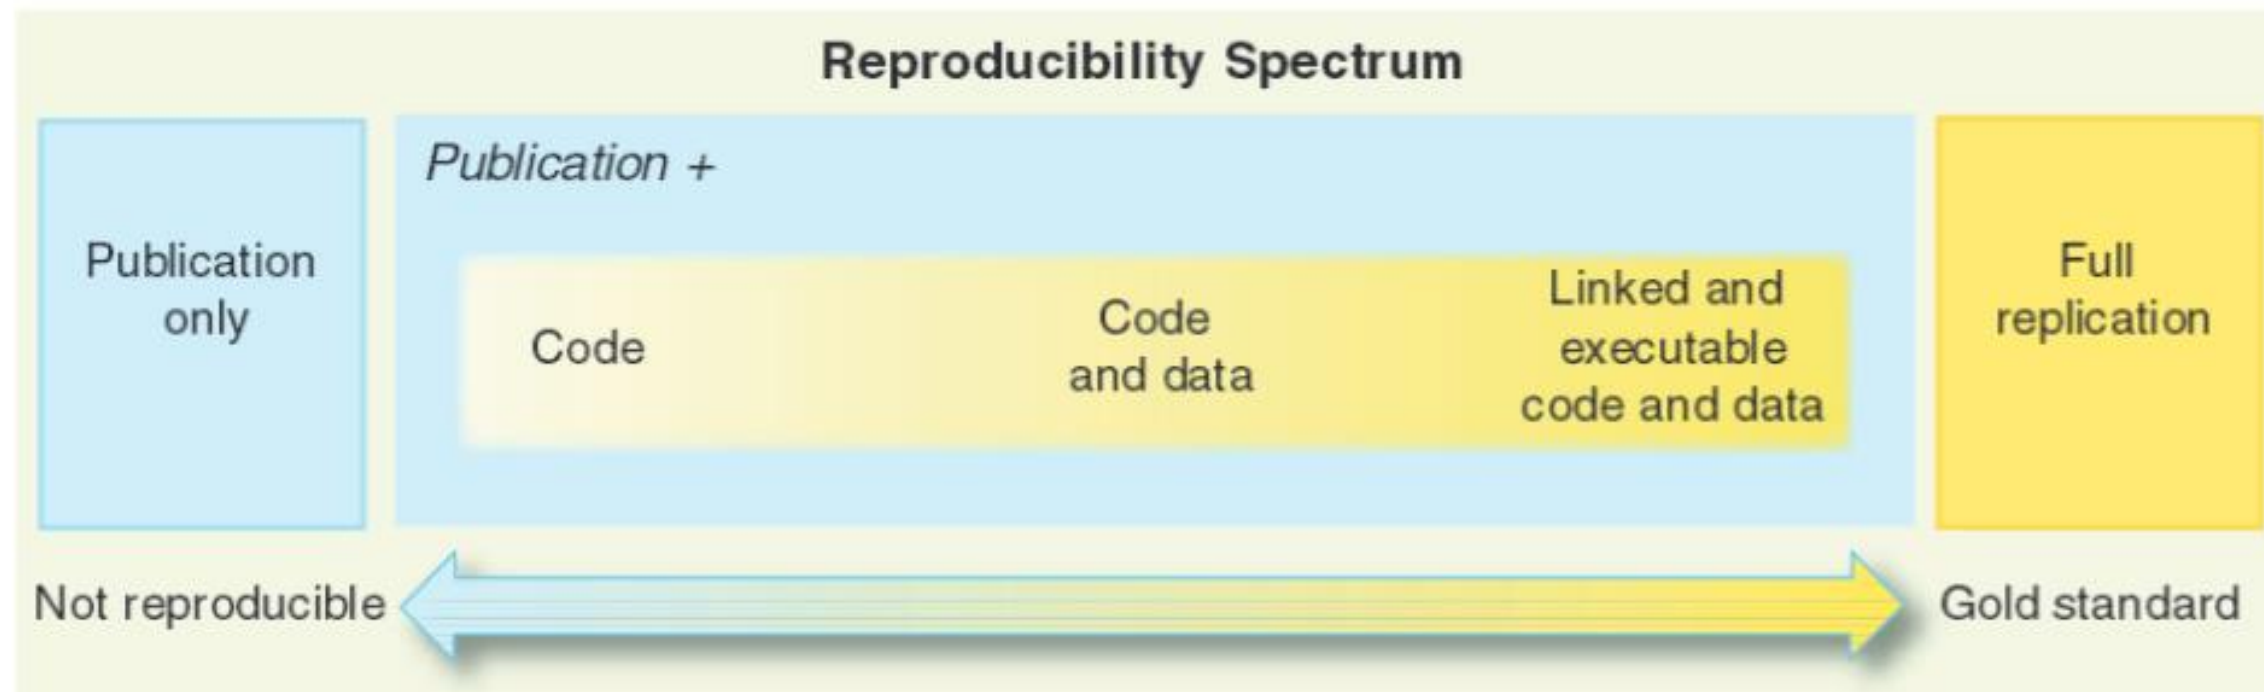 Reproducibility Spectrum
Publication
only
Publication +
Code
Code
and data
Linked and
executable
code and data
Full
replication
Not reproducible
Gold standard